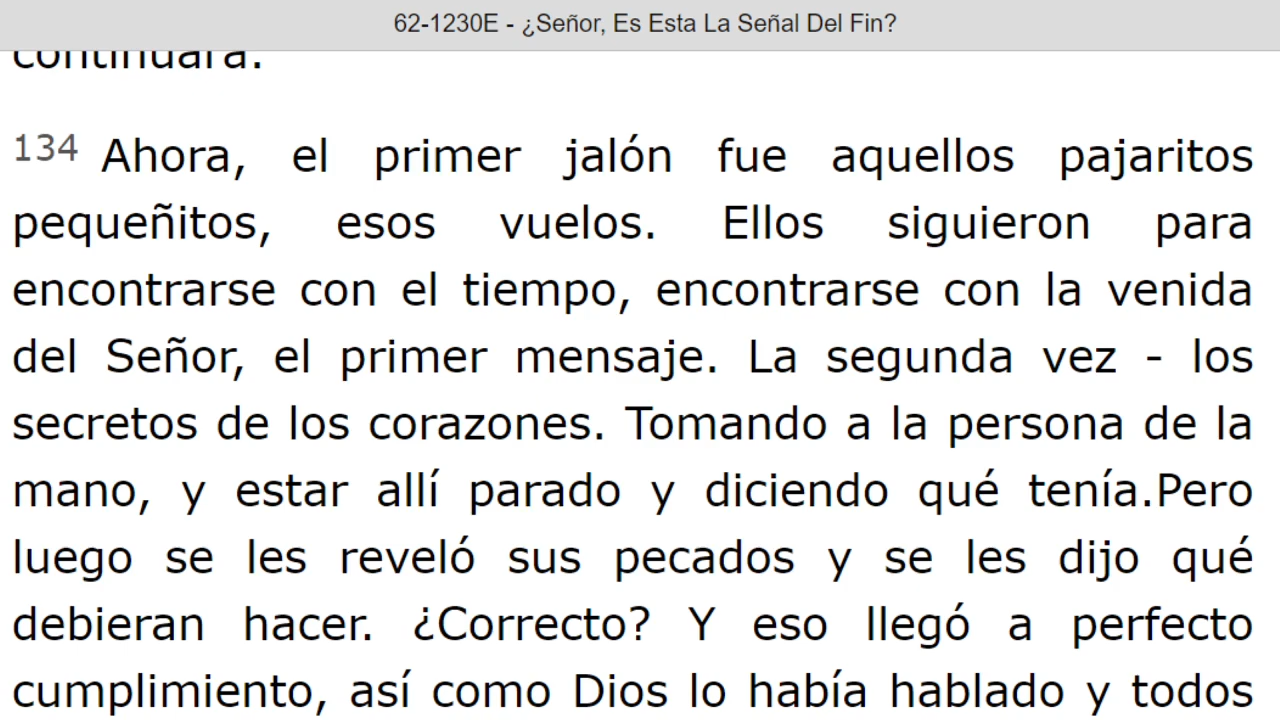 62-1230E - ¿Señor, Es Esta La Señal Del Fin?
continuará.
134 Ahora, el primer jalón fue aquellos pajaritos
pequeñitos, esos vuelos. Ellos siguieron para
encontrarse con el tiempo, encontrarse con la venida
del Señor, el primer mensaje. La segunda vez - los
secretos de los corazones. Tomando a la persona de la
mano, y estar allí parado y diciendo qué tenía.Pero
luego se les reveló sus pecados y se les dijo qué
debieran hacer. ¿Correcto? Y eso llegó a perfecto
cumplimiento, así como Dios lo había hablado y todos